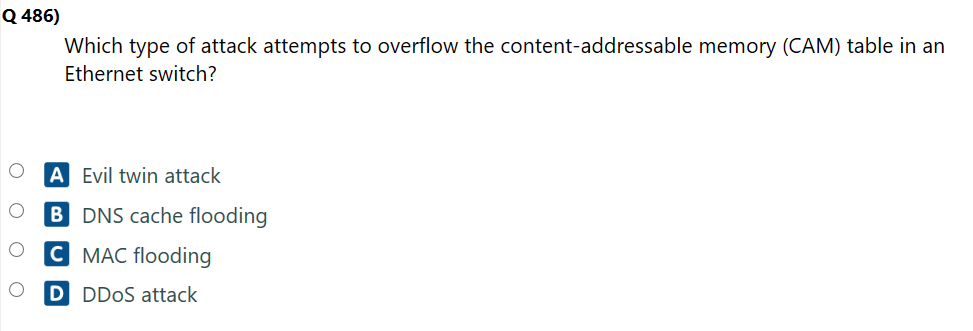 Q 486)
Which type of attack attempts to overflow the content-addressable memory (CAM) table in an
Ethernet switch?
A Evil twin attack
B DNS cache flooding
C MAC flooding
D DDoS attack